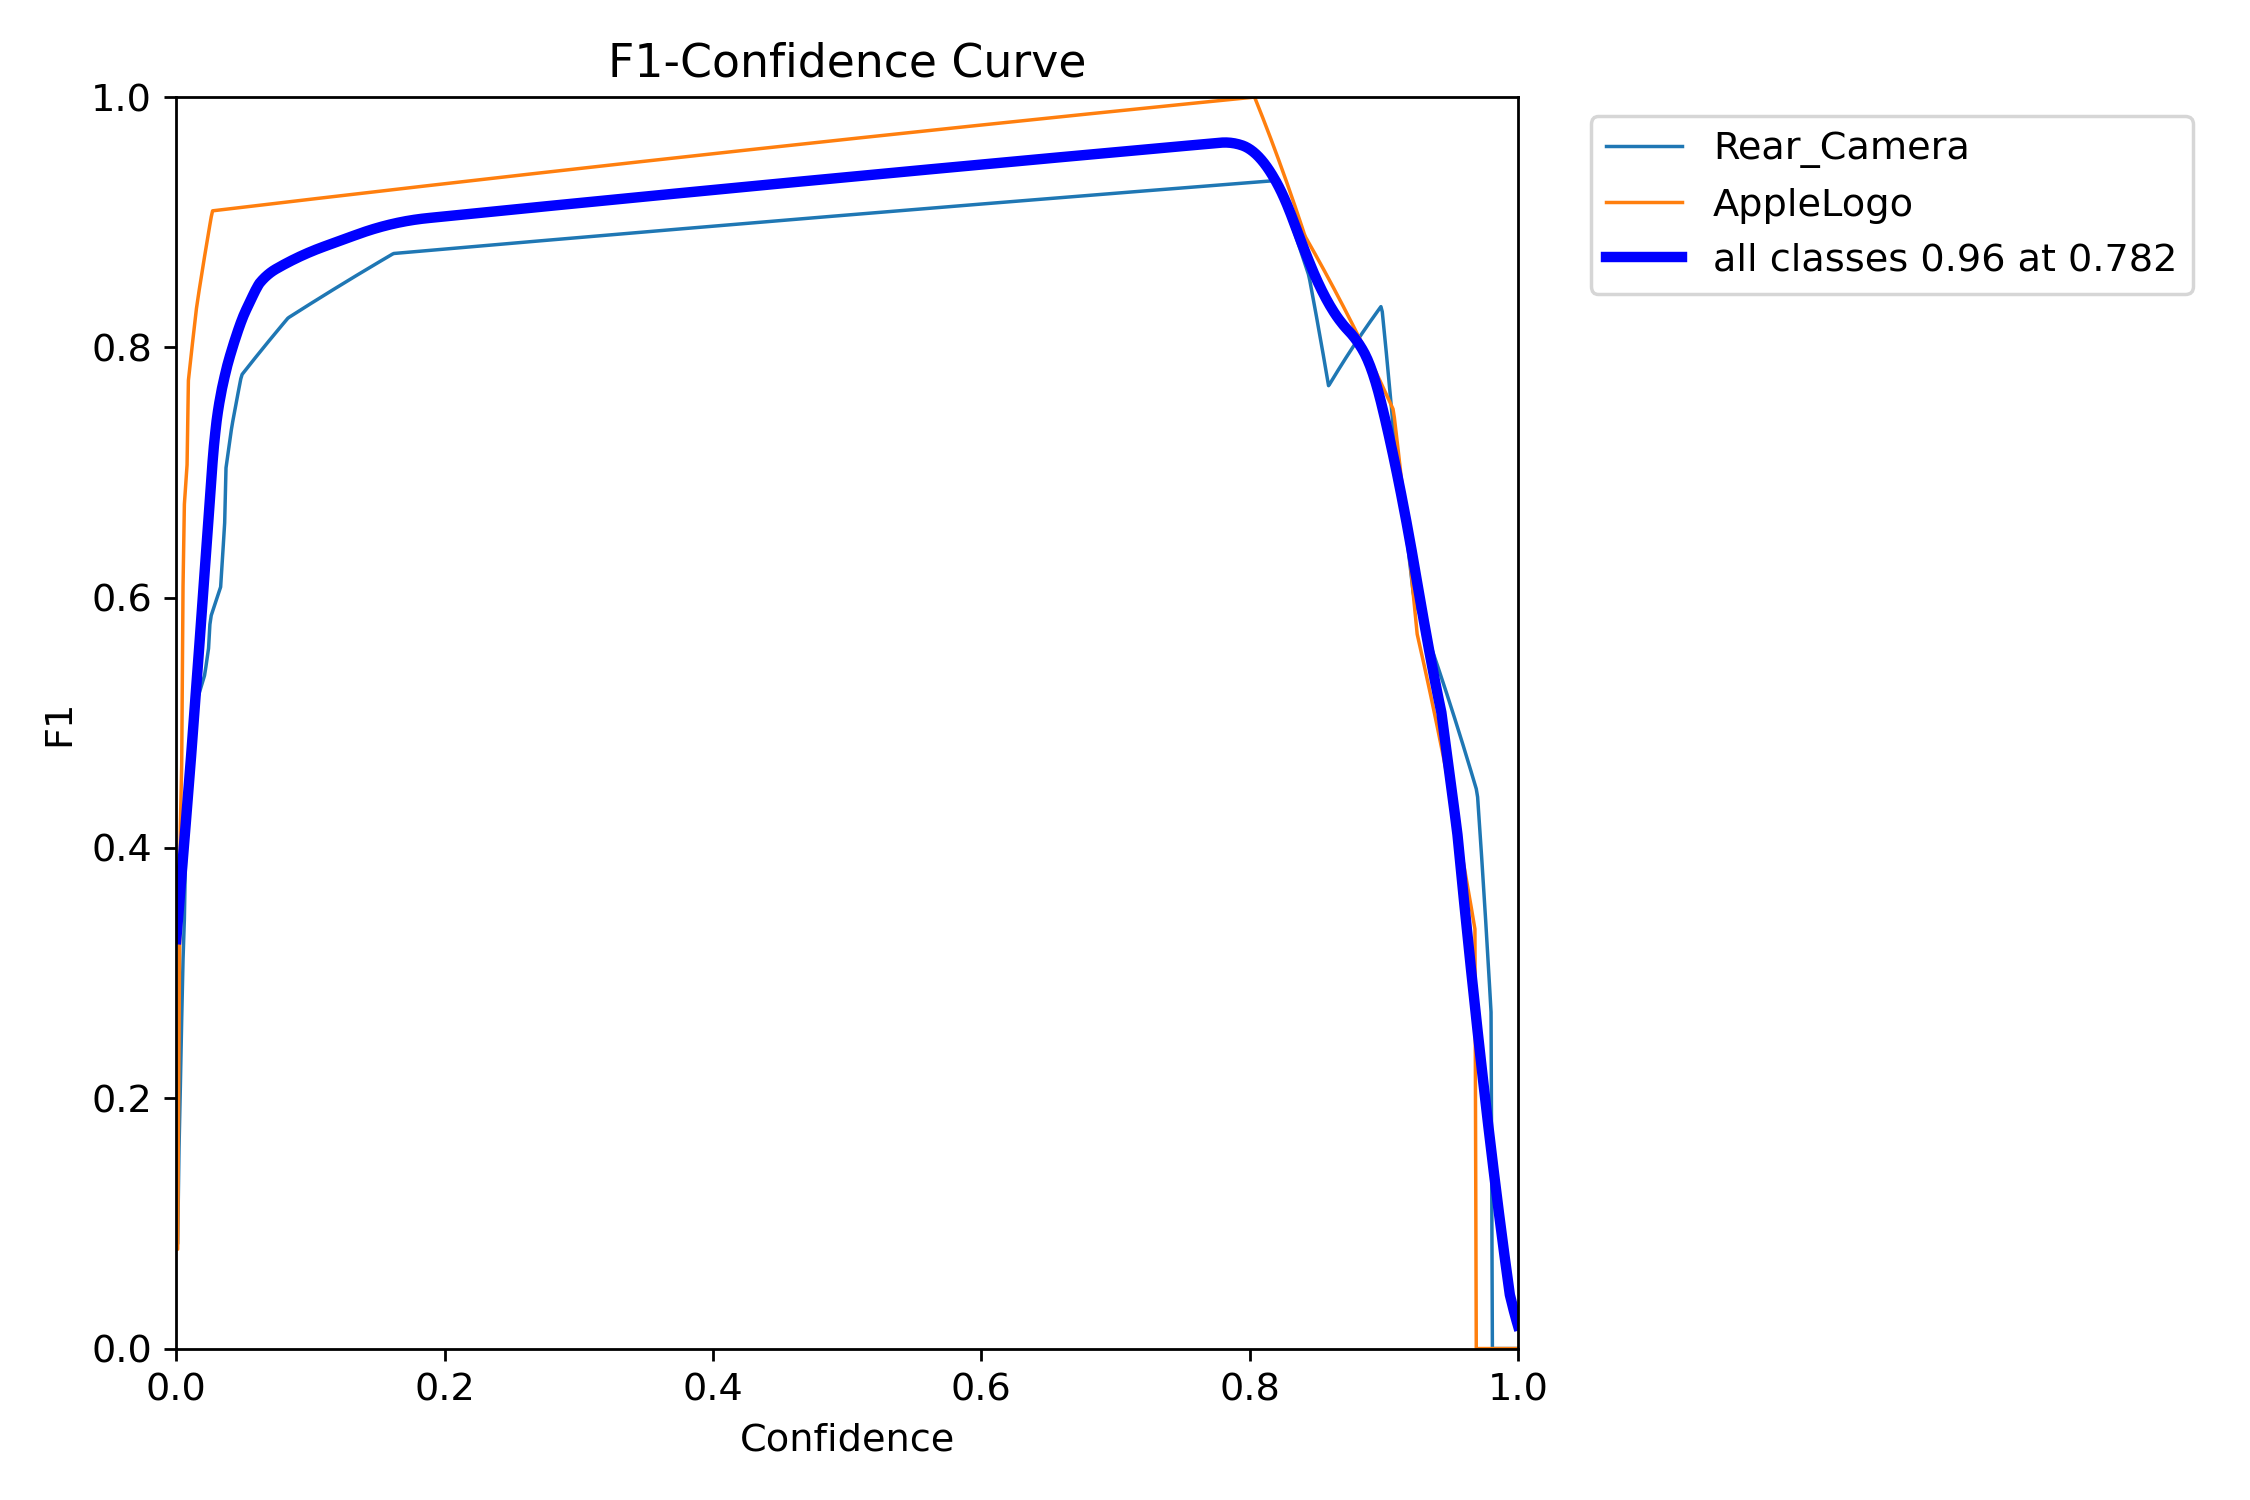 F1-Confidence Curve
1.0
0.8
0.6
0.4
0.2
0.0
F1
0.0 0.2 0.4 0.6 0.8 1.0
Confidence
Rear_Camera
AppleLogo
all classes 0.96 at 0.782